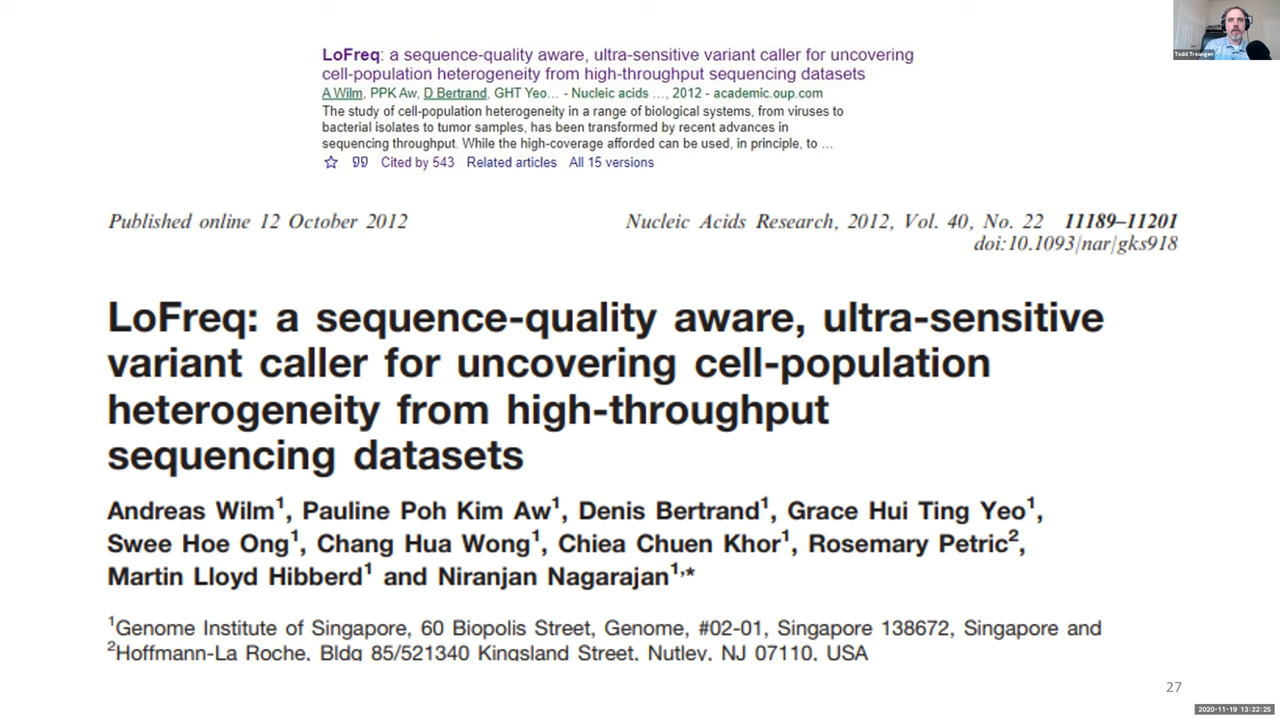 LoFreq: a sequence-quality aware, ultra-sensitive variant caller for uncovering
cell-population heterogeneity from high-throughput sequencing datasets
A Wilm, PPK Aw, D Bertrand, GHT Yeo... - Nucleic acids ..., 2012 - academic.oup.com
The study of cell-population heterogeneity in a range of biological systems, from viruses to
bacterial isolates to tumor samples, has been transformed by recent advances in
sequencing throughput. While the high-coverage afforded can be used, in principle, to ...
Cited by 543 Related articles All 15 versions
Todd Treangen
Published online 12 October 2012
Nucleic Acids Research, 2012, Vol. 40, No. 22 11189–11201
doi:10.1093/nar/gks918
LoFreq: a sequence-quality aware, ultra-sensitive
variant caller for uncovering cell-population
heterogeneity from high-throughput
sequencing datasets
Andreas Wilm1, Pauline Poh Kim Aw1, Denis Bertrand1, Grace Hui Ting Yeo1,
Swee Hoe Ong1, Chang Hua Wong1, Chiea Chuen Khor1, Rosemary Petric2,
Martin Lloyd Hibberd1 and Niranjan Nagarajan1,*
1Genome Institute of Singapore, 60 Biopolis Street, Genome, #02-01, Singapore 138672, Singapore and
2Hoffmann-La Roche, Bldg 85/521340 Kingsland Street, Nutley, NJ 07110, USA
27
2020-11-19 13:22:25